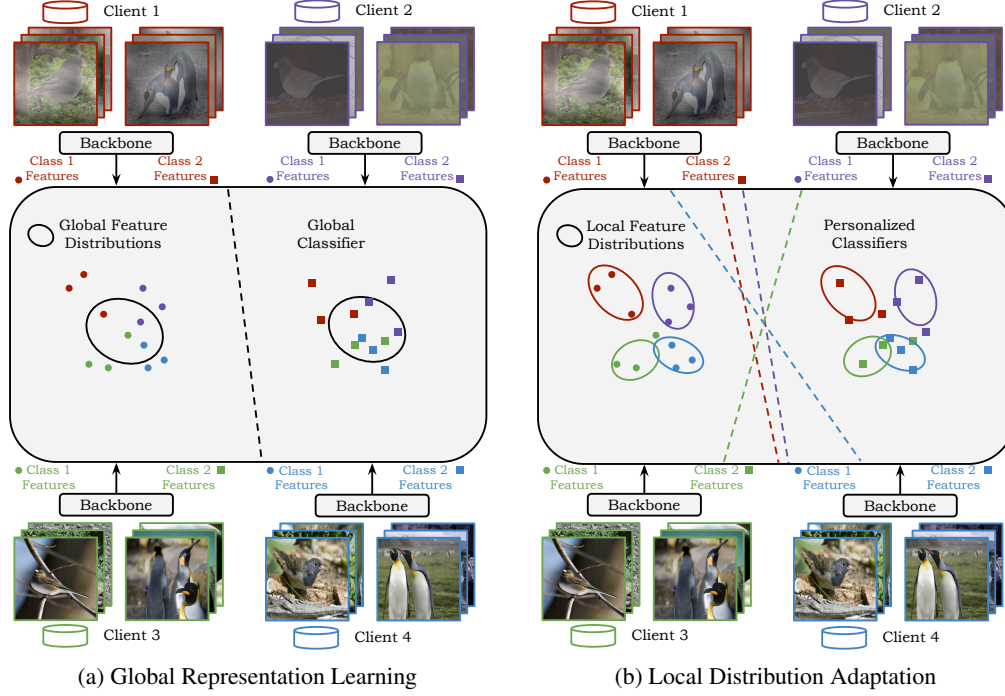 Client 1
Client 2
Backbone
Backbone
Class 1
Features
Class 2
Features
Class 1
Features
Class 2
Features
Global Feature
Distributions
Global
Classifier
Class 1
Features
Class 2
Features
Class 1
Features
Class 2
Features
Backbone
Backbone
Client 3
Client 4
(a) Global Representation Learning
Client 1
Client 2
Backbone
Backbone
Class 1
Features
Class 2
Features
Class 1
Features
Class 2
Features
Local Feature
Distributions
Personalized
Classifiers
Class 1
Features
Class 2
Features
Class 1
Features
Class 2
Features
Backbone
Backbone
Client 3
Client 4
(b) Local Distribution Adaptation